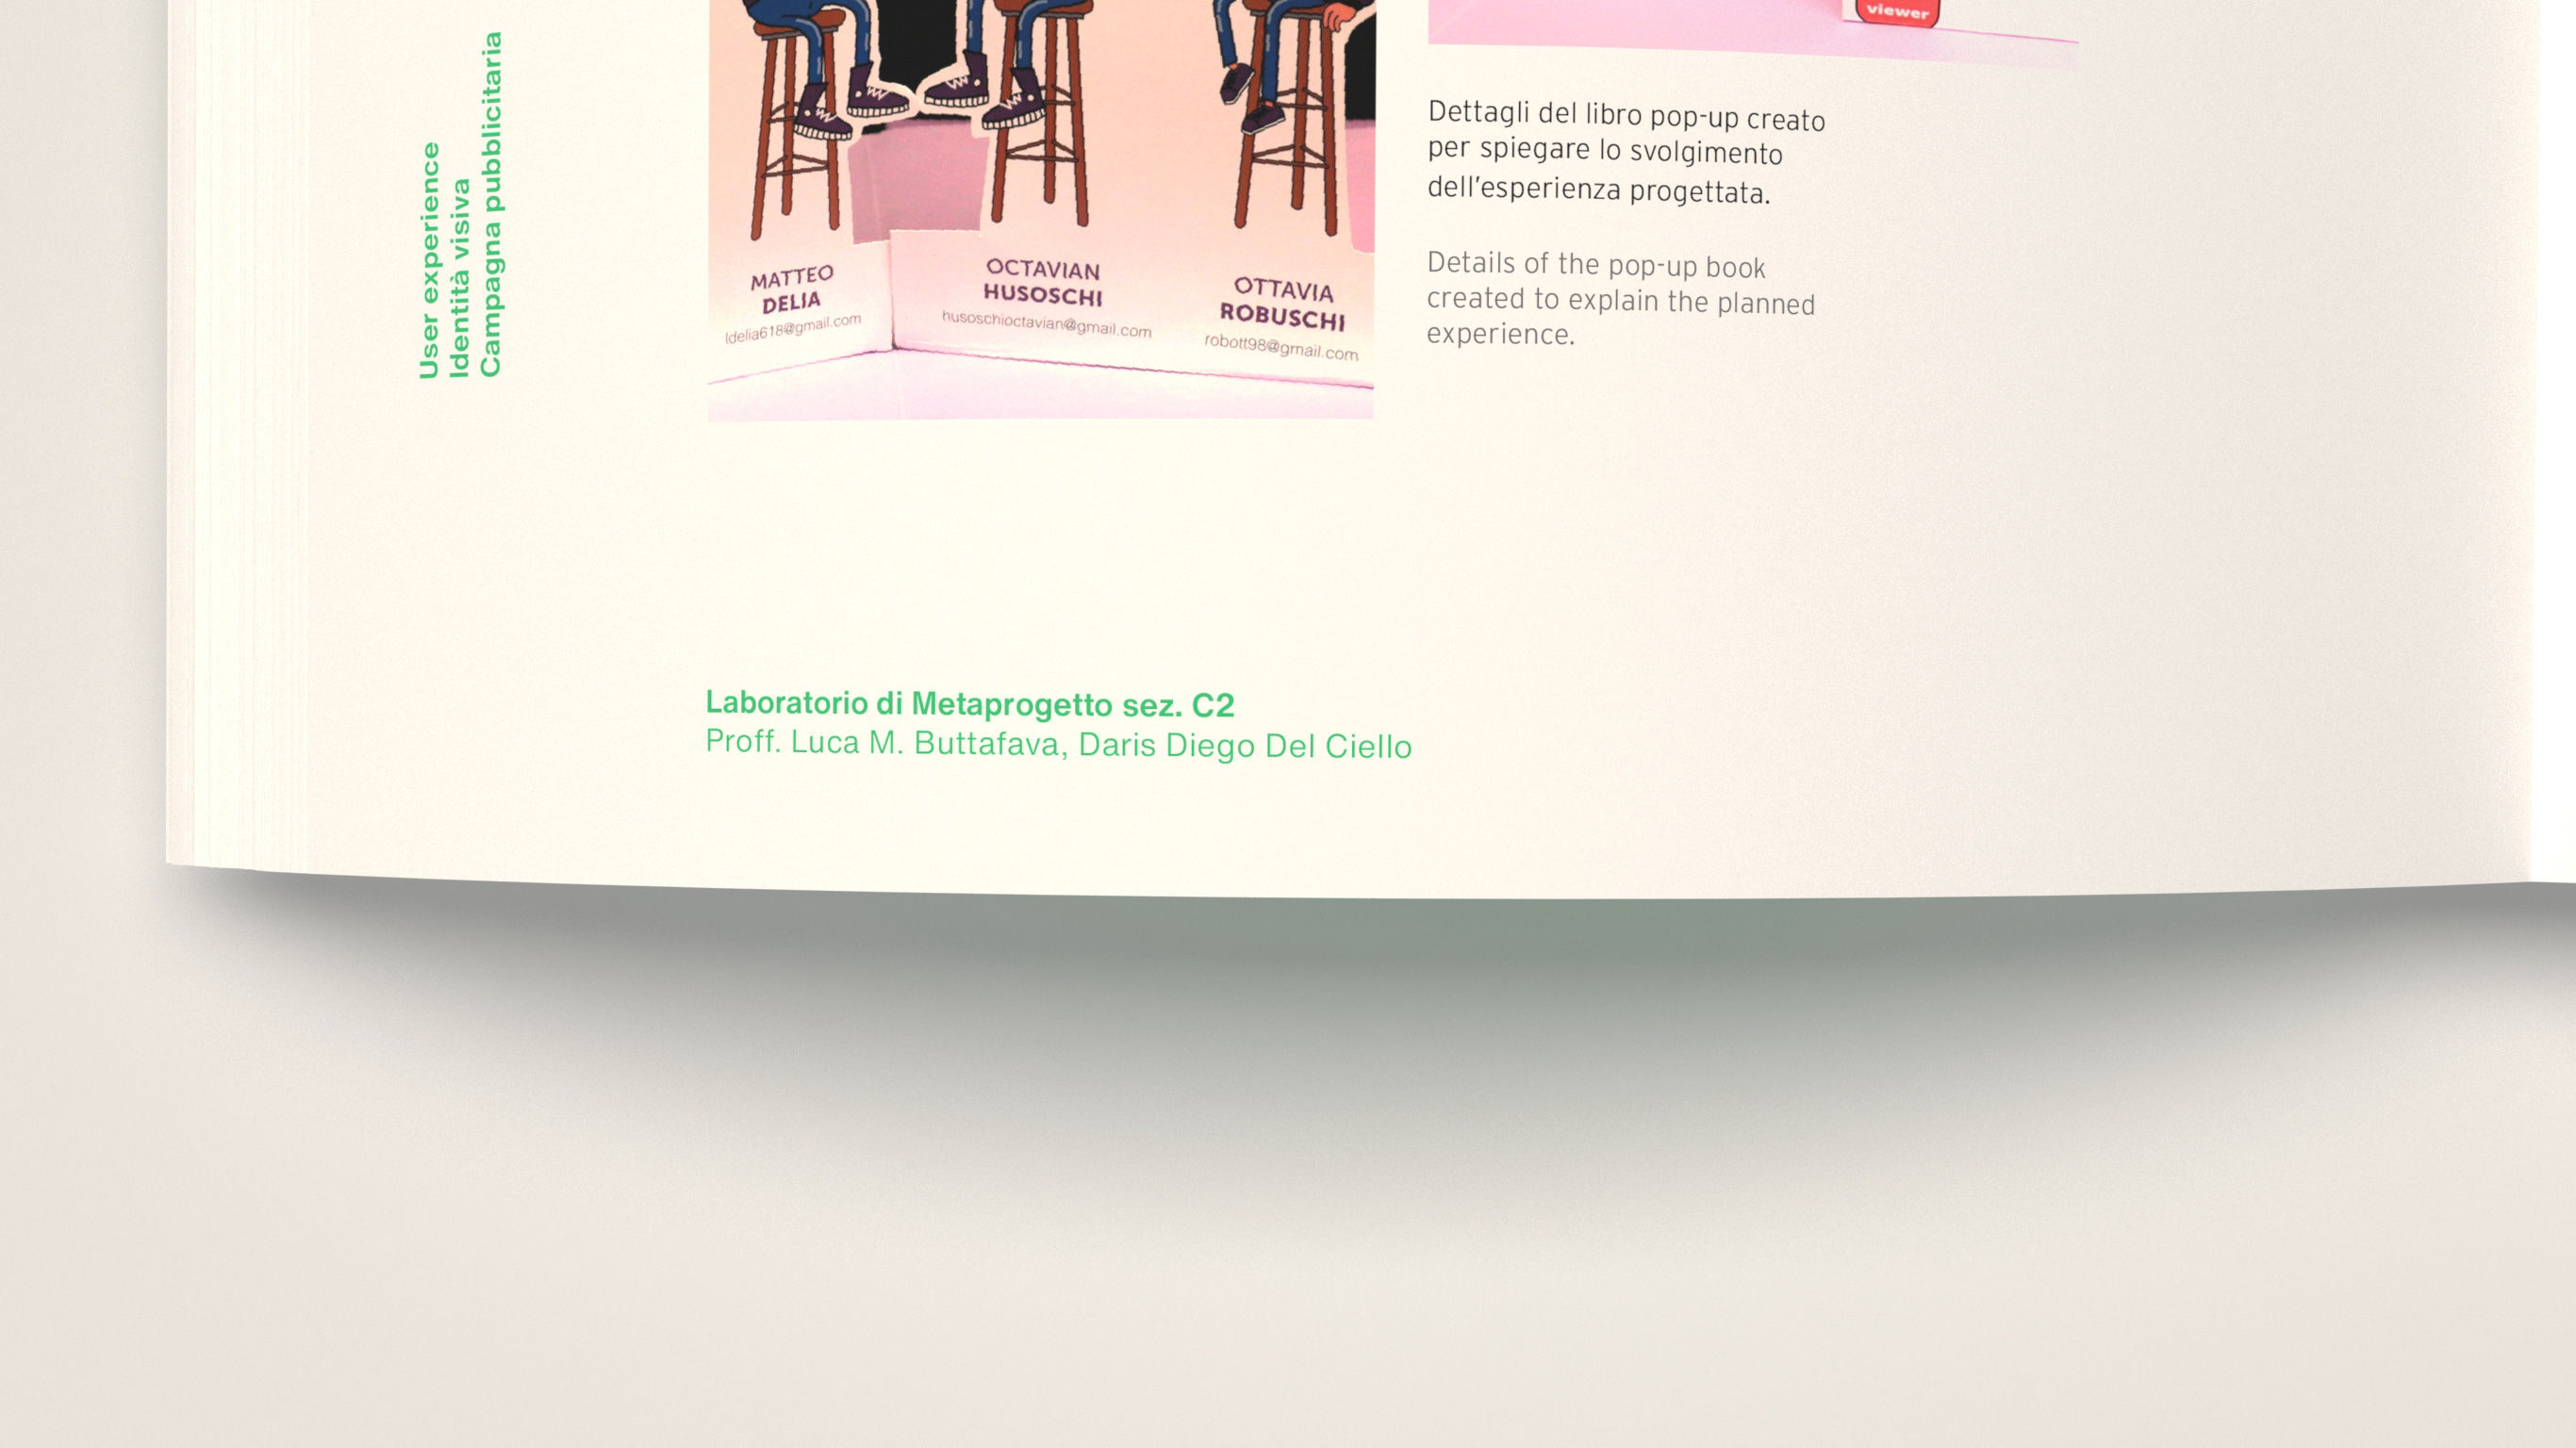 User experience
Identità visiva
Campagna pubblicitaria
MATTEO
DELIA
ldelia618@gmail.com
OCTAVIAN
HUSOSCHI
husoschioctavian@gmail.com
OTTAVIA
ROBUSCHI
robott98@gmail.com
viewer
Dettagli del libro pop-up creato
per spiegare lo svolgimento
dell'esperienza progettata.
Details of the pop-up book
created to explain the planned
experience.
Laboratorio di Metaprogetto sez. C2
Proff. Luca M. Buttafava, Daris Diego Del Ciello